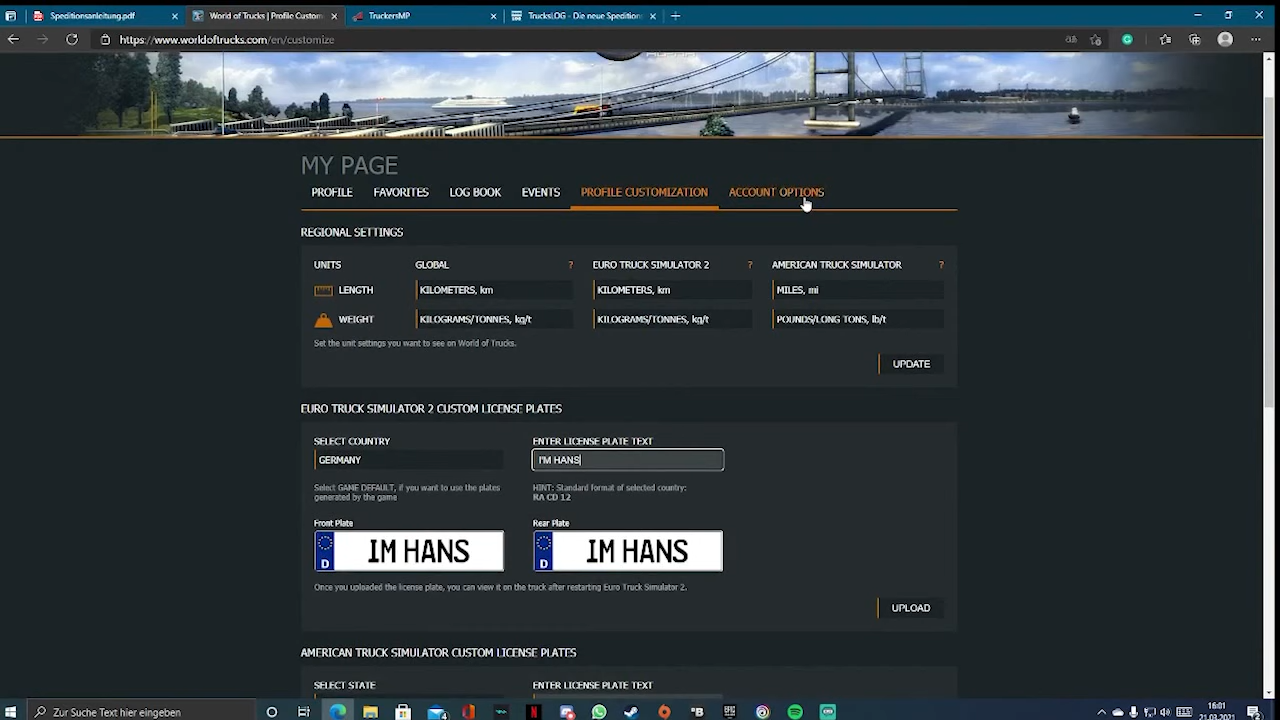 Speditionsanleitung.pdf
World of Trucks | Profile Custom
TruckersMP
TrucksLOG - Die neue Spedition
https://www.worldoftrucks.com/en/customize
MY PAGE
PROFILE FAVORITES LOG BOOK EVENTS PROFILE CUSTOMIZATION ACCOUNT OPTIONS
REGIONAL SETTINGS
UNITS GLOBAL ? EURO TRUCK SIMULATOR 2 ? AMERICAN TRUCK SIMULATOR ?
LENGTH KILOMETERS, km KILOMETERS, km MILES, mi
WEIGHT KILOGRAMS/TONNES, kg/t KILOGRAMS/TONNES, kg/t POUNDS/LONG TONS, lb/t
Set the unit settings you want to see on World of Trucks.
UPDATE
EURO TRUCK SIMULATOR 2 CUSTOM LICENSE PLATES
SELECT COUNTRY ENTER LICENSE PLATE TEXT
GERMANY I'M HANS
Select GAME DEFAULT, if you want to use the plates HINT: Standard format of selected country:
generated by the game RA CD 12
Front Plate Rear Plate
D IM HANS D IM HANS
Once you uploaded the license plate, you can view it on the truck after restarting Euro Truck Simulator 2.
UPLOAD
AMERICAN TRUCK SIMULATOR CUSTOM LICENSE PLATES
SELECT STATE ENTER LICENSE PLATE TEXT
Zur Suche Text hier eingeben
16:01
21.03.2021